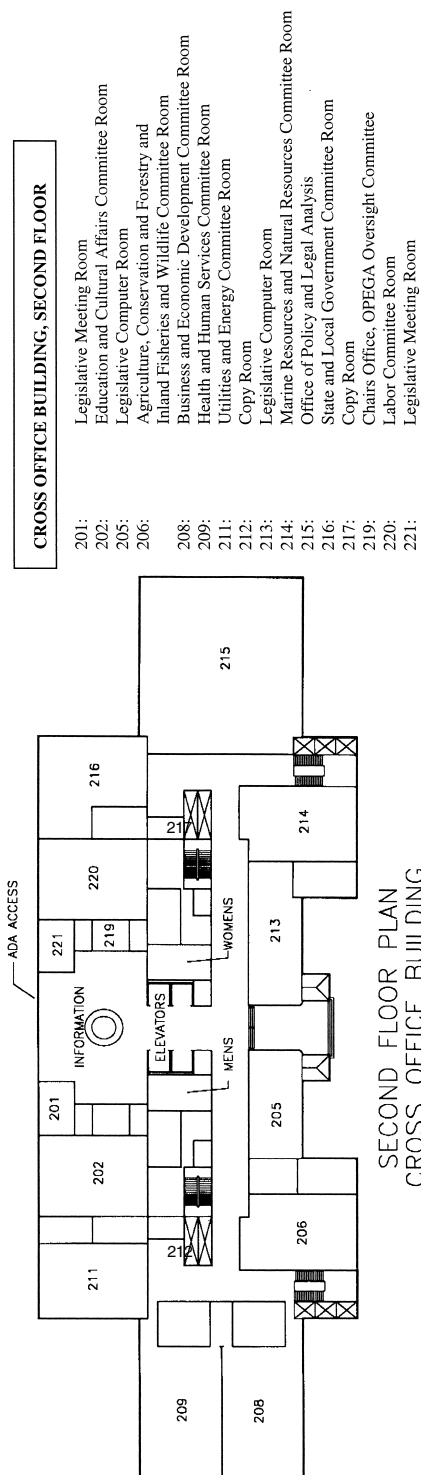 CROSS OFFICE BUILDING, SECOND FLOOR
201: Legislative Meeting Room
202: Education and Cultural Affairs Committee Room
205: Legislative Computer Room
206: Agriculture, Conservation and Forestry and
Inland Fisheries and Wildlife Committee Room
208: Business and Economic Development Committee Room
209: Health and Human Services Committee Room
211: Utilities and Energy Committee Room
212: Copy Room
213: Legislative Computer Room
214: Marine Resources and Natural Resources Committee Room
215: Office of Policy and Legal Analysis
216: State and Local Government Committee Room
217: Copy Room
219: Chairs Office, OPEGA Oversight Committee
220: Labor Committee Room
221: Legislative Meeting Room
ADA ACCESS
211
202
201
INFORMATION
221
219
220
216
212
MENS
ELEVATORS
WOMENS
217
209
208
206
205
213
214
215
SECOND FLOOR PLAN
CROSS OFFICE BUILDING